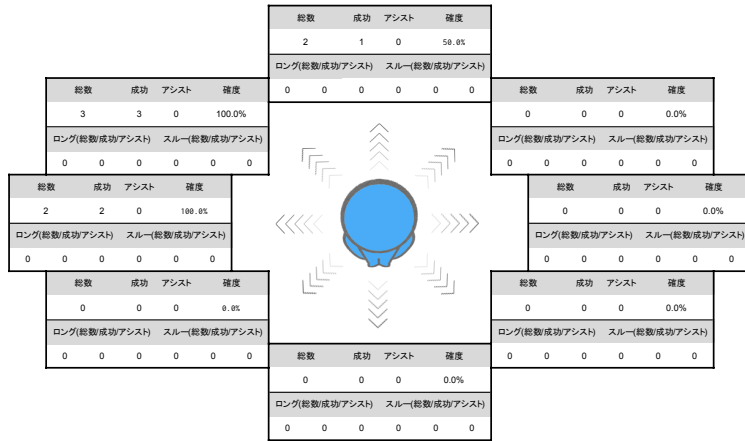 総数 成功 アシスト 確度
2 1 0 50.0%
ロング(総数/成功/アシスト) スルー(総数/成功/アシスト)
0 0 0 0 0 0
総数 成功 アシスト 確度
3 3 0 100.0%
ロング(総数/成功/アシスト) スルー(総数/成功/アシスト)
0 0 0 0 0 0
総数 成功 アシスト 確度
0 0 0 0.0%
ロング(総数/成功/アシスト) スルー(総数/成功/アシスト)
0 0 0 0 0 0
総数 成功 アシスト 確度
2 2 0 100.0%
ロング(総数/成功/アシスト) スルー(総数/成功/アシスト)
0 0 0 0 0 0
総数 成功 アシスト 確度
0 0 0 0.0%
ロング(総数/成功/アシスト) スルー(総数/成功/アシスト)
0 0 0 0 0 0
総数 成功 アシスト 確度
0 0 0 0.0%
ロング(総数/成功/アシスト) スルー(総数/成功/アシスト)
0 0 0 0 0 0
総数 成功 アシスト 確度
0 0 0 0.0%
ロング(総数/成功/アシスト) スルー(総数/成功/アシスト)
0 0 0 0 0 0
総数 成功 アシスト 確度
0 0 0 0.0%
ロング(総数/成功/アシスト) スルー(総数/成功/アシスト)
0 0 0 0 0 0